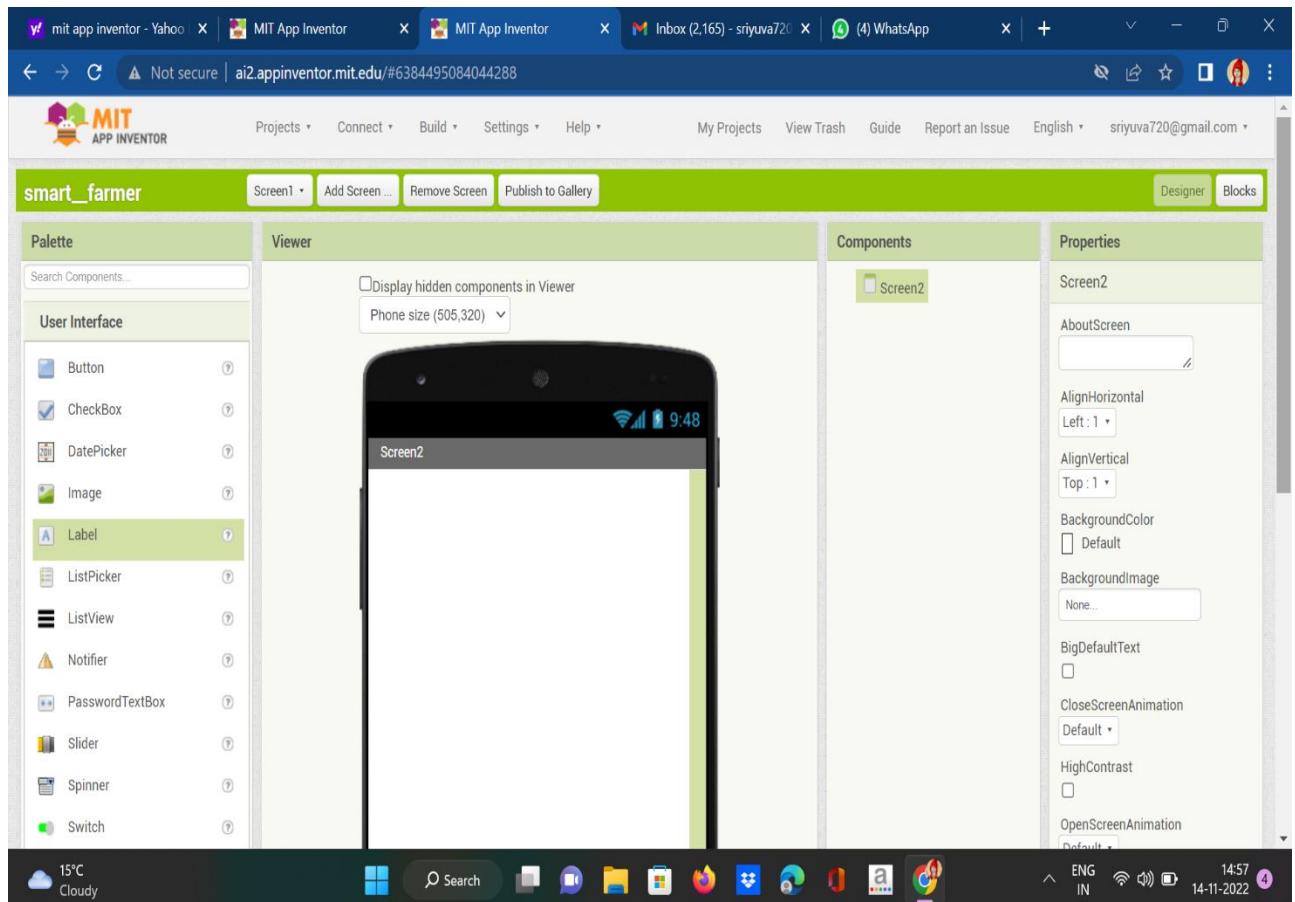 mit app inventor - Yahoo
MIT App Inventor
MIT App Inventor
Inbox (2,165) - sriyuva720
(4) WhatsApp
Not secure
ai2.appinventor.mit.edu/#6384495084044288
MIT
APP INVENTOR
Projects
Connect
Build
Settings
Help
My Projects
View Trash
Guide
Report an Issue
English
sriyuva720@gmail.com
smart__farmer
Screen1
Add Screen ...
Remove Screen
Publish to Gallery
Designer
Blocks
Palette
Search Components...
User Interface
Button
CheckBox
DatePicker
Image
Label
ListPicker
ListView
Notifier
PasswordTextBox
Slider
Spinner
Switch
Viewer
Display hidden components in Viewer
Phone size (505,320)
9:48
Screen2
Components
Screen2
Properties
Screen2
AboutScreen
AlignHorizontal
Left : 1
AlignVertical
Top : 1
BackgroundColor
Default
BackgroundImage
None...
BigDefaultText
CloseScreenAnimation
Default
HighContrast
OpenScreenAnimation
Default
15°C
Cloudy
Search
ENG
IN
14:57
14-11-2022
4